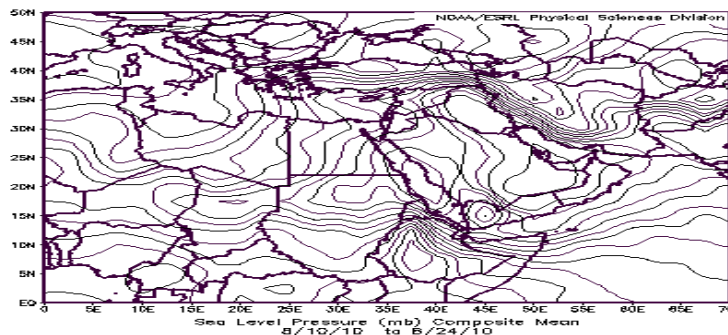 NOAA/ESRL Physical Sciences Division
50N
45N
40N
35N
30N
25N
20N
15N
10N
5N
EQ
0 5E 10E 15E 20E 25E 30E 35E 40E 45E 50E 55E 60E 65E 7
Sea Level Pressure (mb) Composite Mean
8/10/10 to 8/24/10